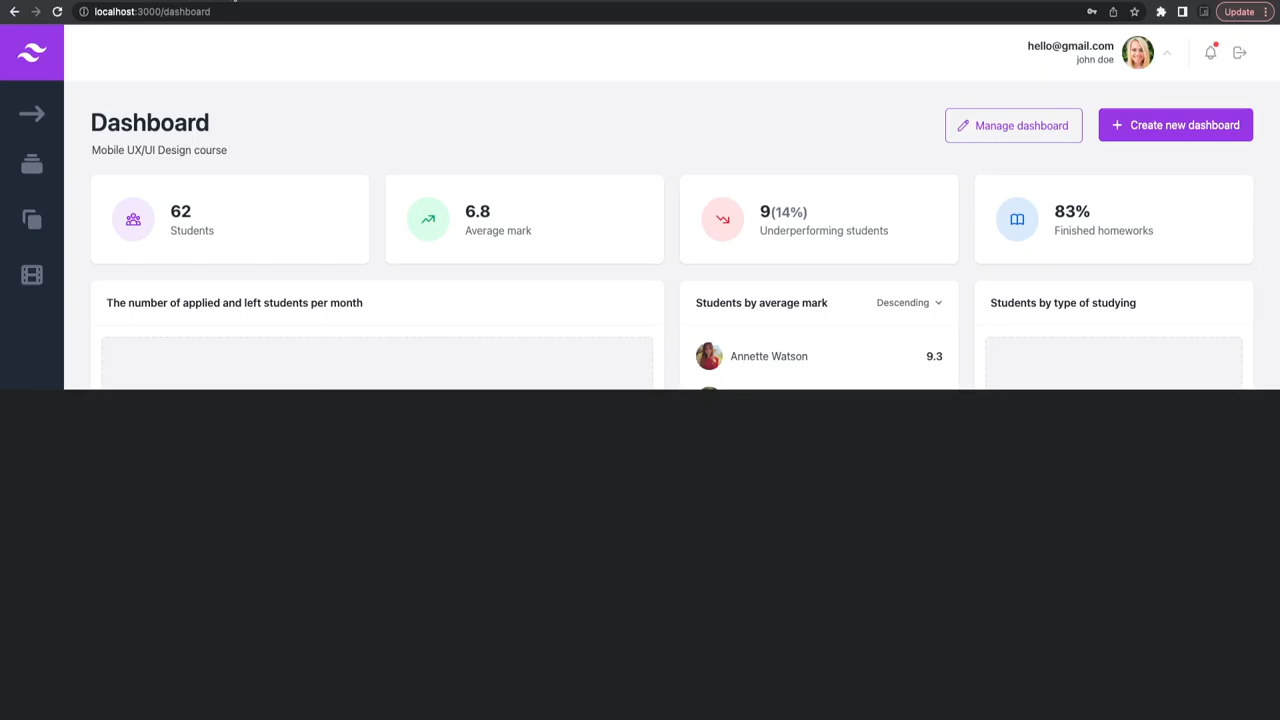 localhost:3000/dashboard
Update
hello@gmail.com
john doe
Dashboard
Mobile UX/UI Design course
Manage dashboard
Create new dashboard
62
Students
6.8
Average mark
9(14%)
Underperforming students
83%
Finished homeworks
The number of applied and left students per month
Students by average mark
Descending
Students by type of studying
Annette Watson
9.3